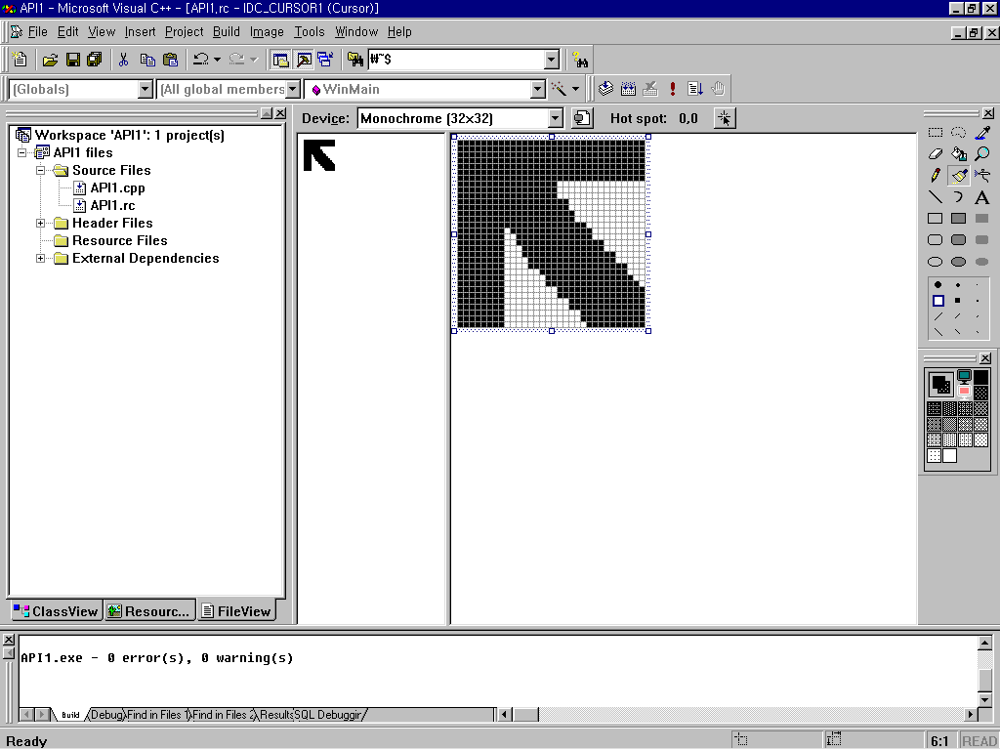 API1 - Microsoft Visual C++ - [API1.rc - IDC_CURSOR1 (Cursor)]
File Edit View Insert Project Build Image Tools Window Help
₩~$
(Globals) (All global members WinMain
Device: Monochrome (32x32) Hot spot: 0,0
Workspace 'API1': 1 project(s)
API1 files
Source Files
API1.cpp
API1.rc
Header Files
Resource Files
External Dependencies
A
ClassView Resourc... FileView
API1.exe - 0 error(s), 0 warning(s)
Build Debug Find in Files 1 Find in Files 2 Results SQL Debuggin
Ready 6:1 READ